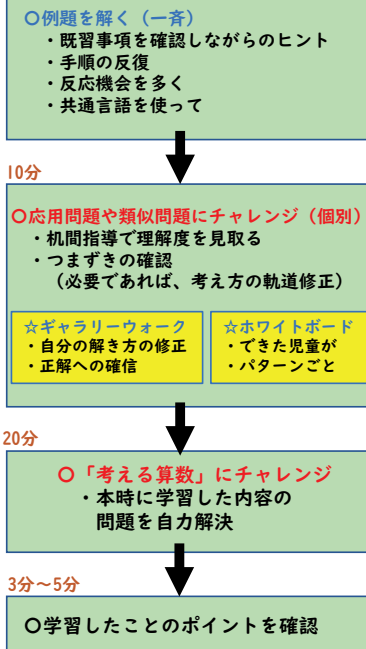 〇例題を解く（一斉）
・既習事項を確認しながらのヒント
・手順の反復
・反応機会を多く
・共通言語を使って
10分
〇応用問題や類似問題にチャレンジ（個別）
・机間指導で理解度を見取る
・つまずきの確認
（必要であれば、考え方の軌道修正）
☆ギャラリーウォーク
・自分の解き方の修正
・正解への確信
☆ホワイトボード
・できた児童が
・パターンごと
20分
〇「考える算数」にチャレンジ
・本時に学習した内容の
問題を自力解決
3分～5分
〇学習したことのポイントを確認